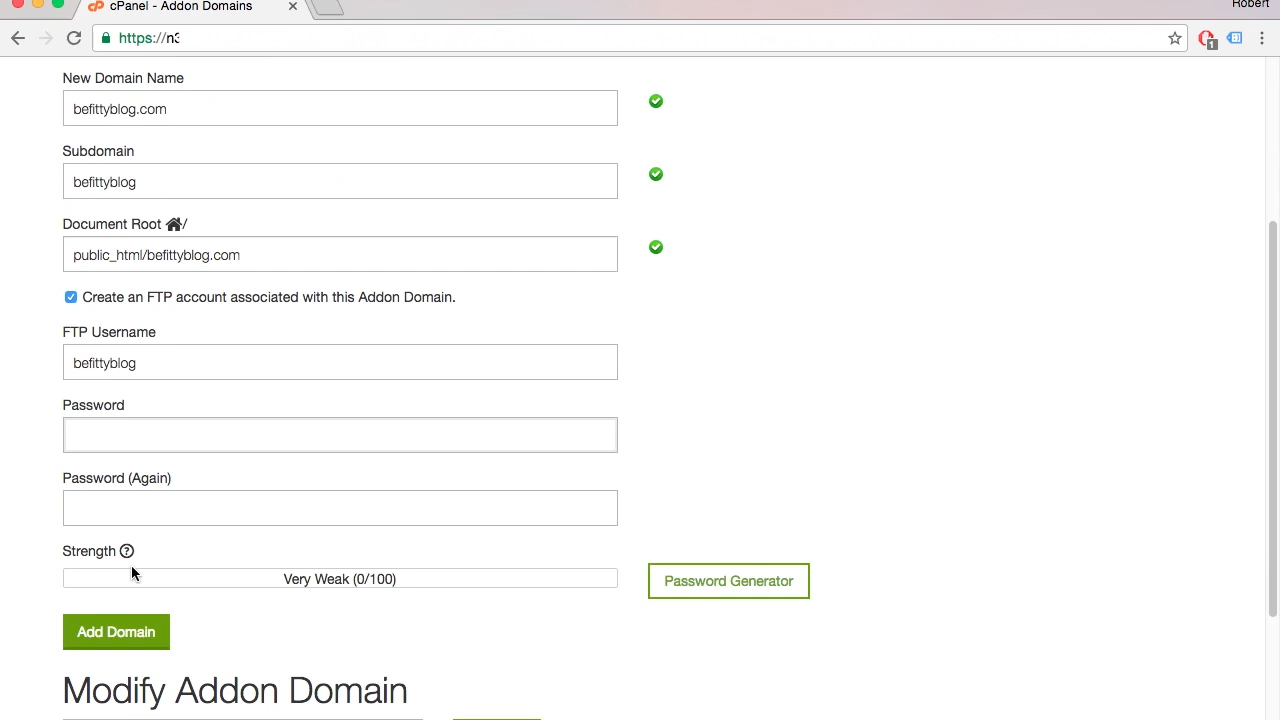 cPanel - Addon Domains
Robert
https://n3
1
New Domain Name
befittyblog.com
Subdomain
befittyblog
Document Root /
public_html/befittyblog.com
Create an FTP account associated with this Addon Domain.
FTP Username
befittyblog
Password
Password (Again)
Strength ?
Very Weak (0/100)
Password Generator
Add Domain
Modify Addon Domain